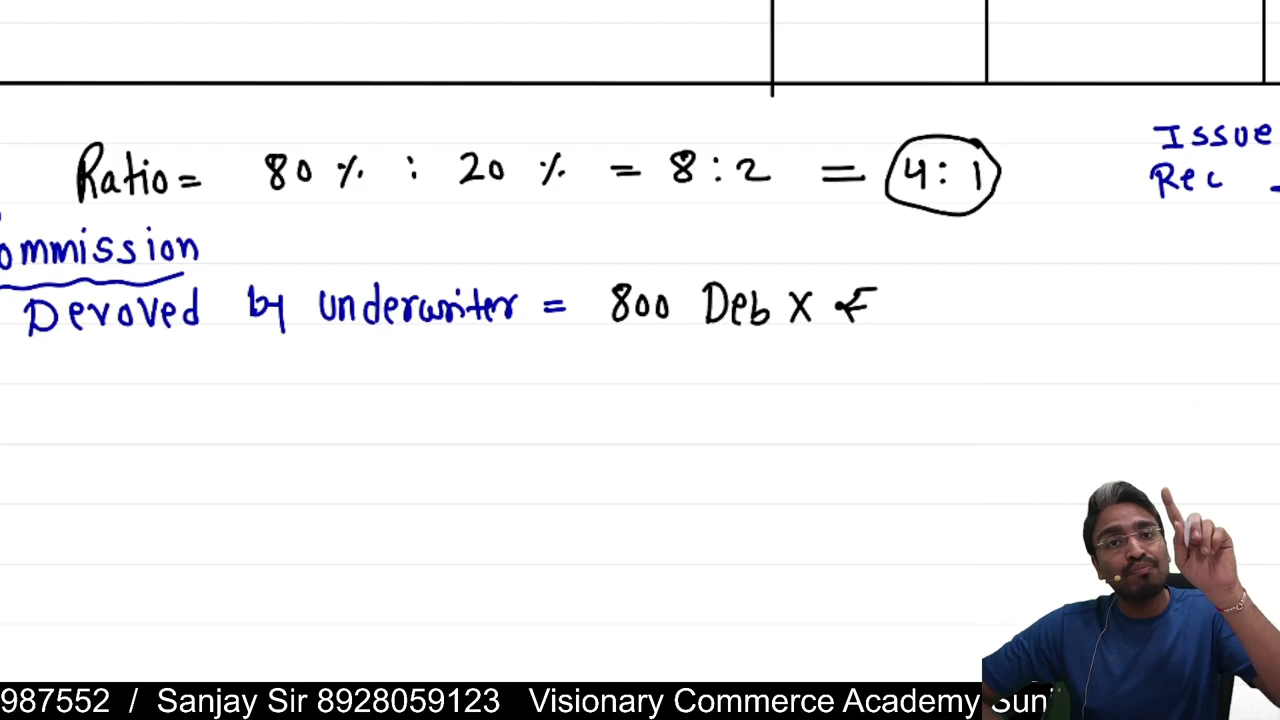 Ratio = 80 % : 20 % = 8 : 2 = 4 : 1
Issue
Rec -
ommission
Devoved by underwriter = 800 Deb X
987552 / Sanjay Sir 8928059123 Visionary Commerce Academy Suni